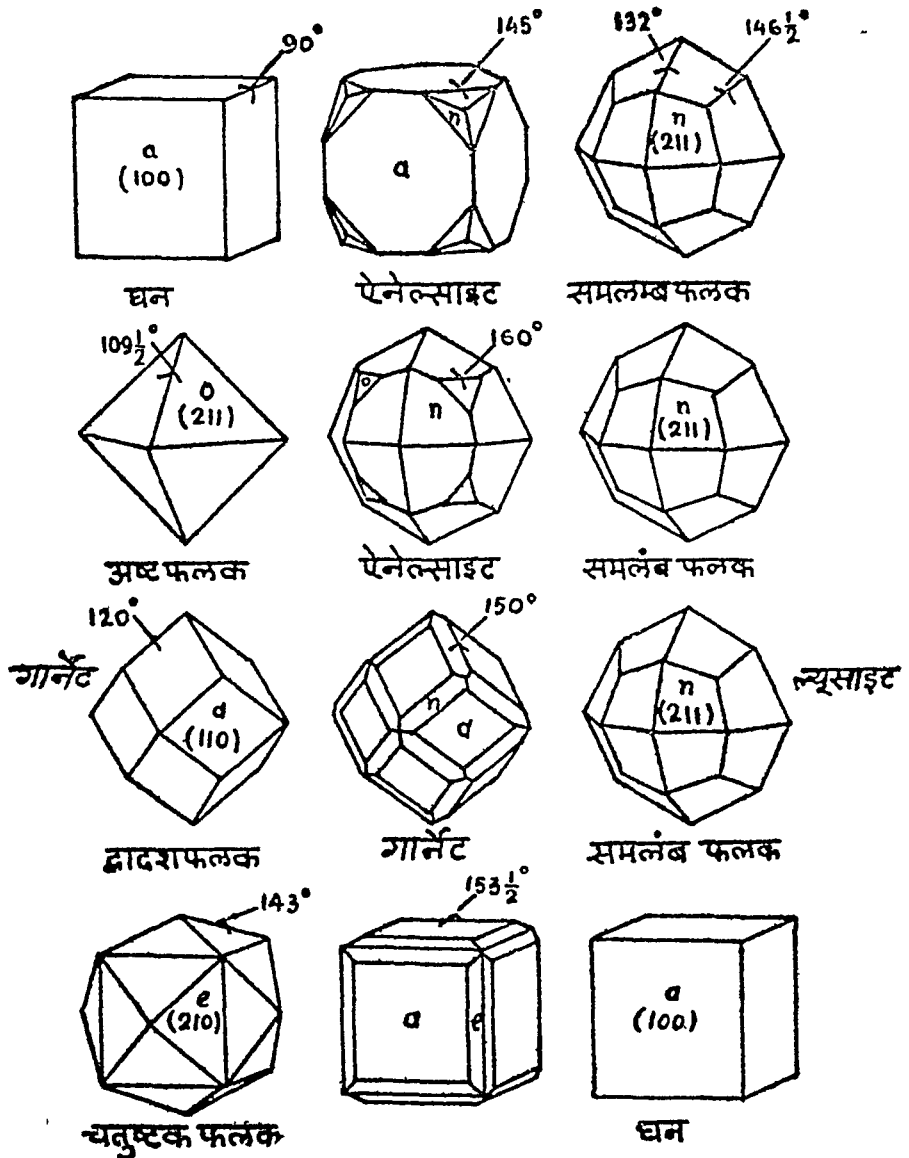 90° 145° 132° 146½°
a
(100)
n
a
n
(211)
घन ऐनेल्साइट समलम्ब फलक
109½° 160°
o
(211)
o
n
n
(211)
अष्टफलक ऐनेल्साइट समलंब फलक
120° 150°
गार्नेट ल्यूसाइट
d
(110)
n
d
n
(211)
द्वादशफलक गार्नेट समलंब फलक
143° 153½°
e
(210)
a
e
a
(100)
चतुष्टक फलक घन